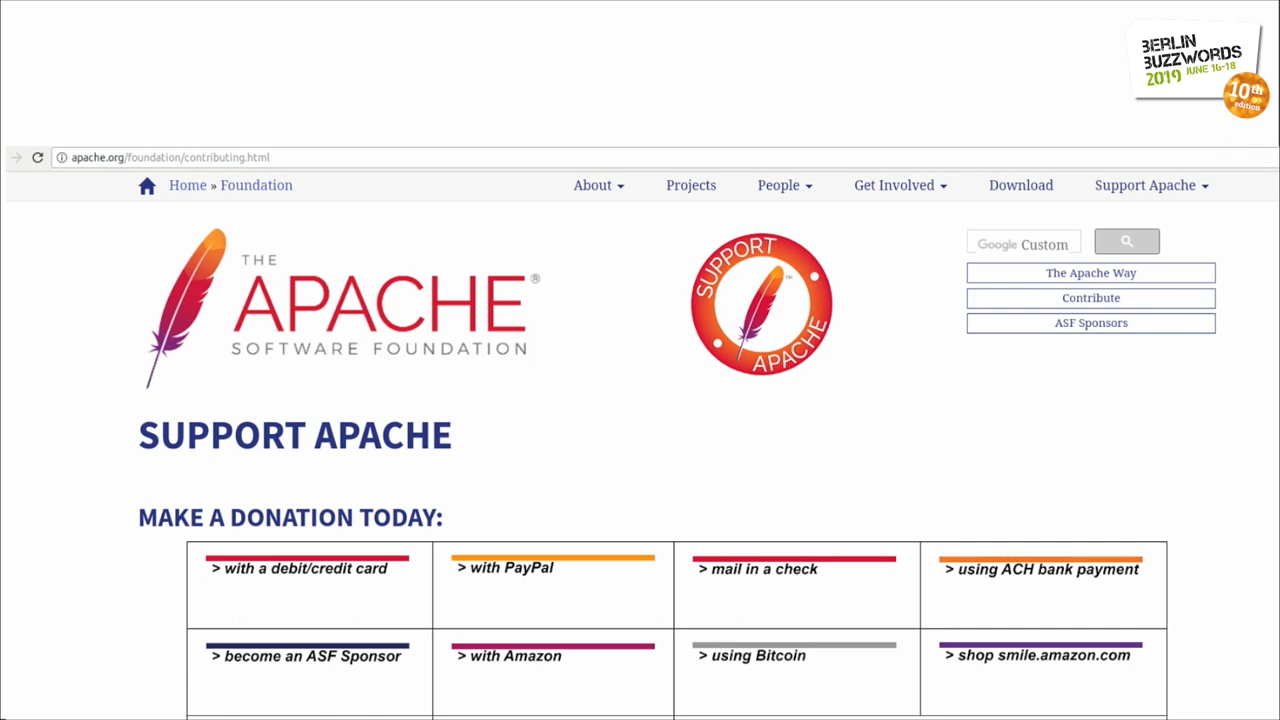 BERLIN
BUZZWORDS
2019 JUNE 16-18
10th
edition
apache.org/foundation/contributing.html
Home » Foundation
About
Projects
People
Get Involved
Download
Support Apache
THE
APACHE®
SOFTWARE FOUNDATION
SUPPORT
APACHE
TM
Google Custom
The Apache Way
Contribute
ASF Sponsors
SUPPORT APACHE
MAKE A DONATION TODAY:
> with a debit/credit card
> with PayPal
> mail in a check
> using ACH bank payment
> become an ASF Sponsor
> with Amazon
> using Bitcoin
> shop smile.amazon.com